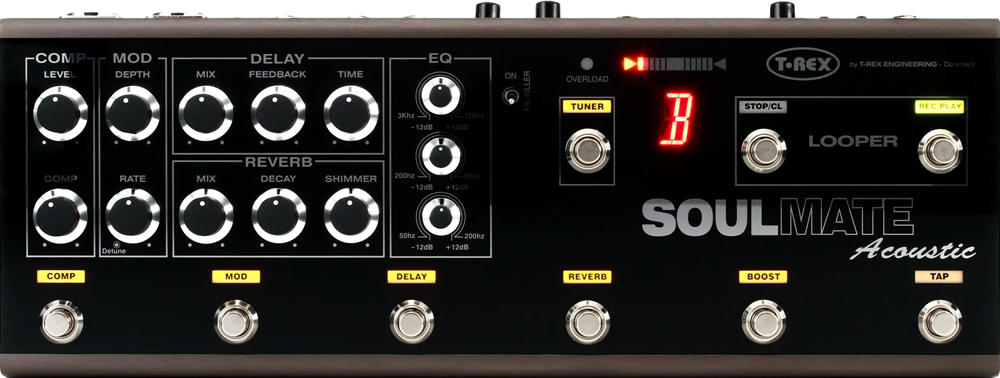 COMP MOD DELAY EQ
LEVEL DEPTH MIX FEEDBACK TIME
3Khz 12Khz
-12dB +12dB
REVERB
COMP RATE MIX DECAY SHIMMER
200hz 3Khz
-12dB +12dB
50hz 200hz
-12dB +12dB
Detune
ON
FB. KILLER
OVERLOAD
T-REX
by T-REX ENGINEERING - Denmark
TUNER
B
STOP/CL
REC PLAY
LOOPER
SOULMATE
Acoustic
COMP MOD DELAY REVERB BOOST TAP